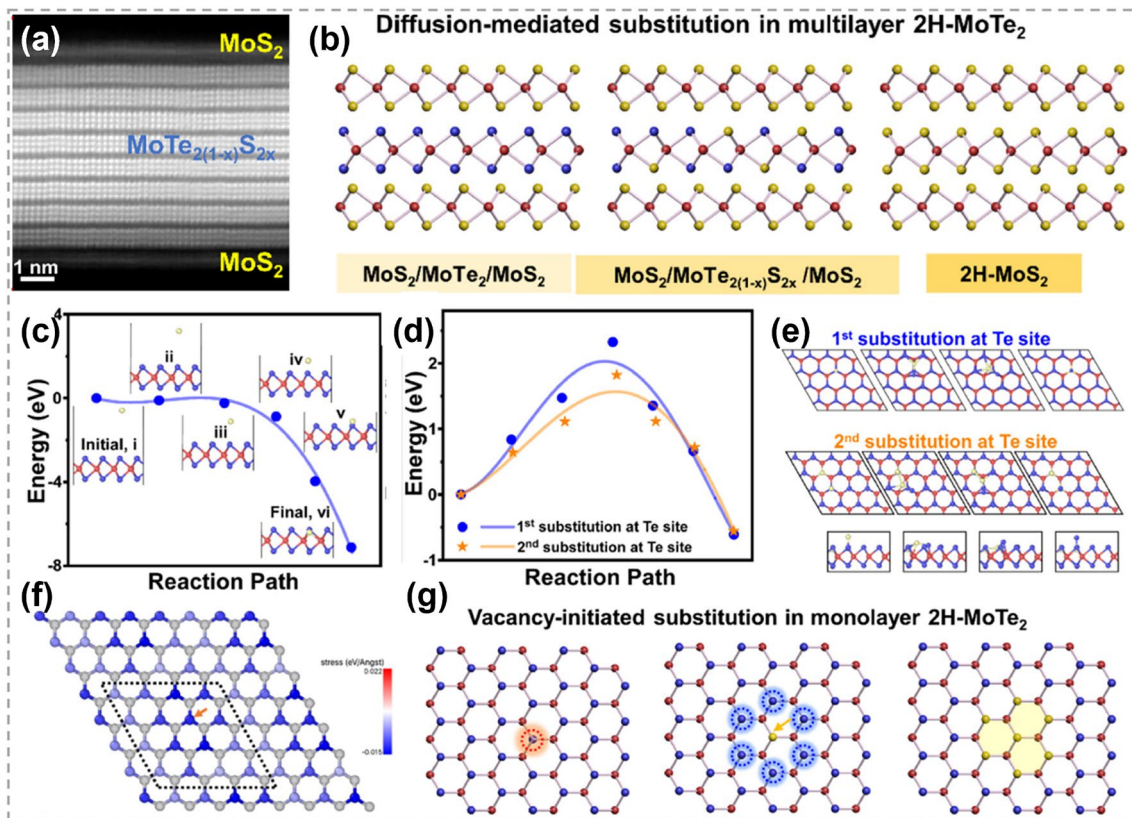 (a)
MoS₂
MoTe₂₍₁₋ₓ₎S₂ₓ
MoS₂
1 nm
(b)
Diffusion-mediated substitution in multilayer 2H-MoTe₂
MoS₂/MoTe₂/MoS₂
MoS₂/MoTe₂₍₁₋ₓ₎S₂ₓ /MoS₂
2H-MoS₂
(c)
Energy (eV)
4
0
-4
-8
Initial, i
ii
iii
iv
v
Final, vi
Reaction Path
(d)
Energy (eV)
2
1
0
-1
1st substitution at Te site
2nd substitution at Te site
Reaction Path
(e)
1st substitution at Te site
2nd substitution at Te site
(f)
stress (eV/Angst)
0.022
-0.015
(g)
Vacancy-initiated substitution in monolayer 2H-MoTe₂